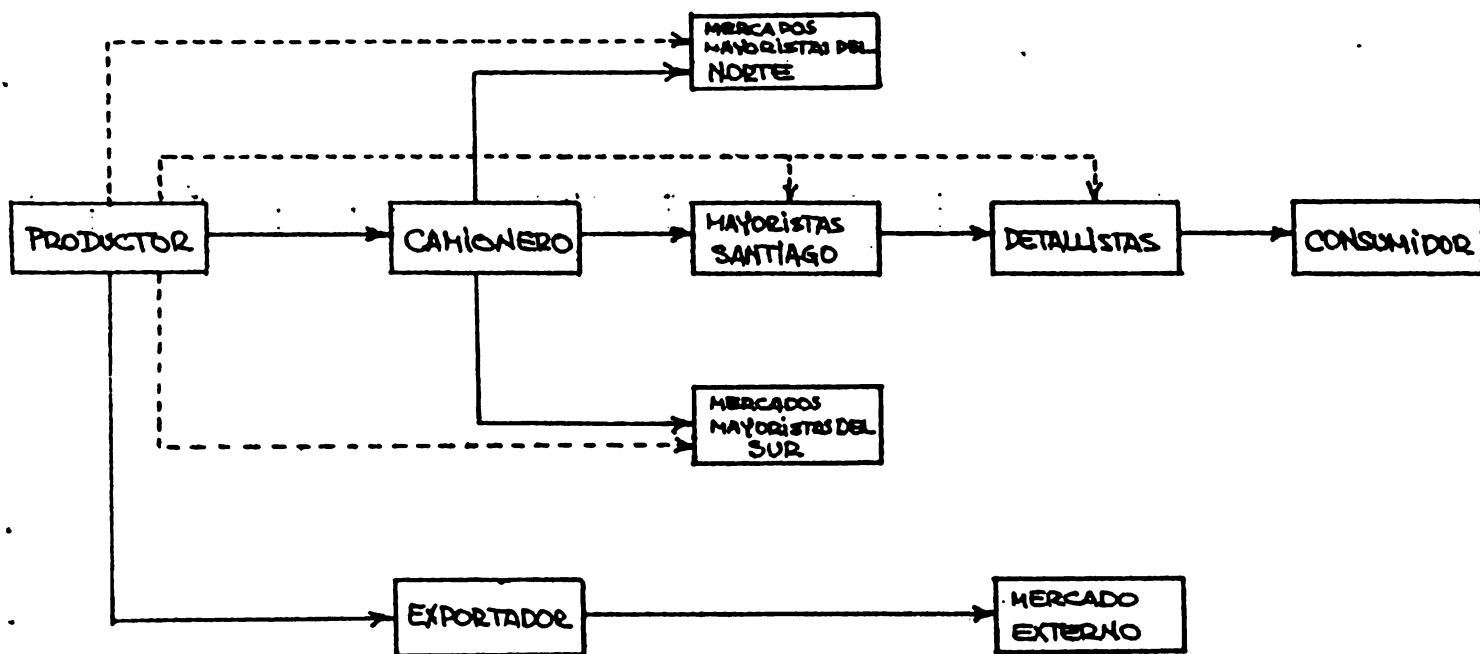 MERCADOS
MAYORISTAS DEL
NORTE
PRODUCTOR
CAMIONERO
MAYORISTAS
SANTIAGO
DETALLISTAS
CONSUMIDOR
MERCADOS
MAYORISTAS DEL
SUR
EXPORTADOR
MERCADO
EXTERNO